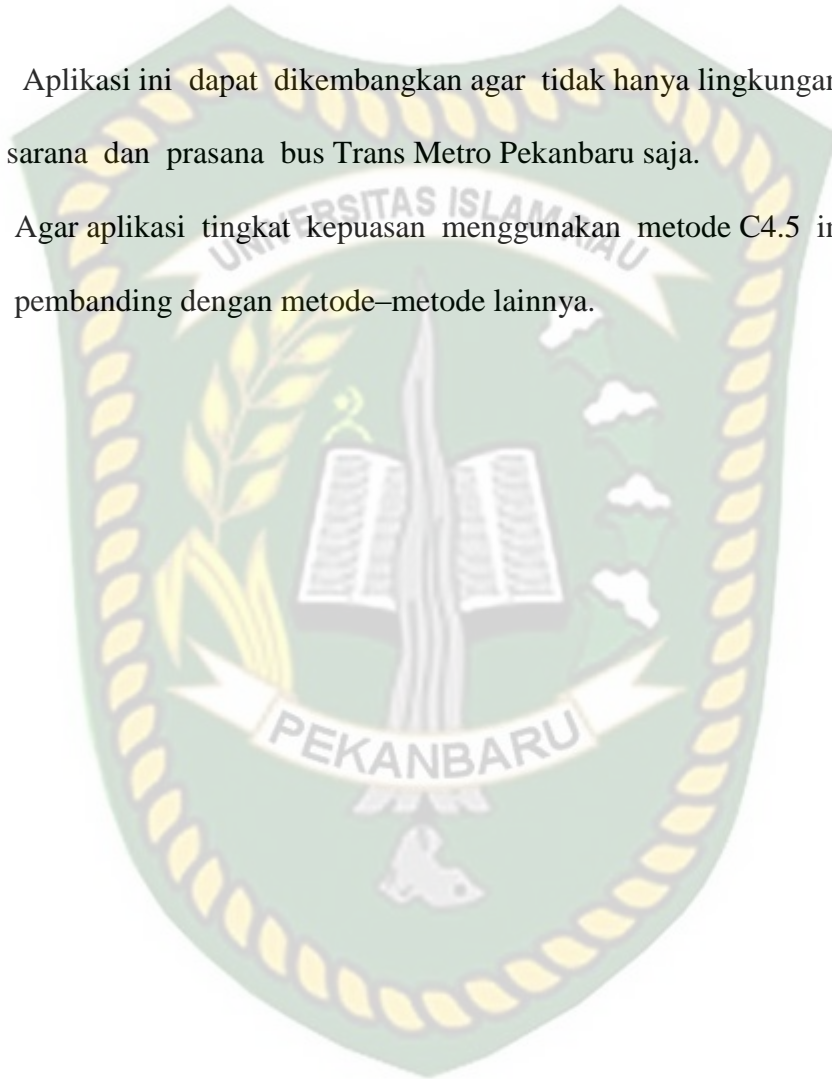 Aplikasi ini dapat dikembangkan agar tidak hanya lingkungan
sarana dan prasana bus Trans Metro Pekanbaru saja.
UNIVERSITAS ISLAM RIAU
Agar aplikasi tingkat kepuasan menggunakan metode C4.5
pembanding dengan metode–metode lainnya.
PEKANBARU